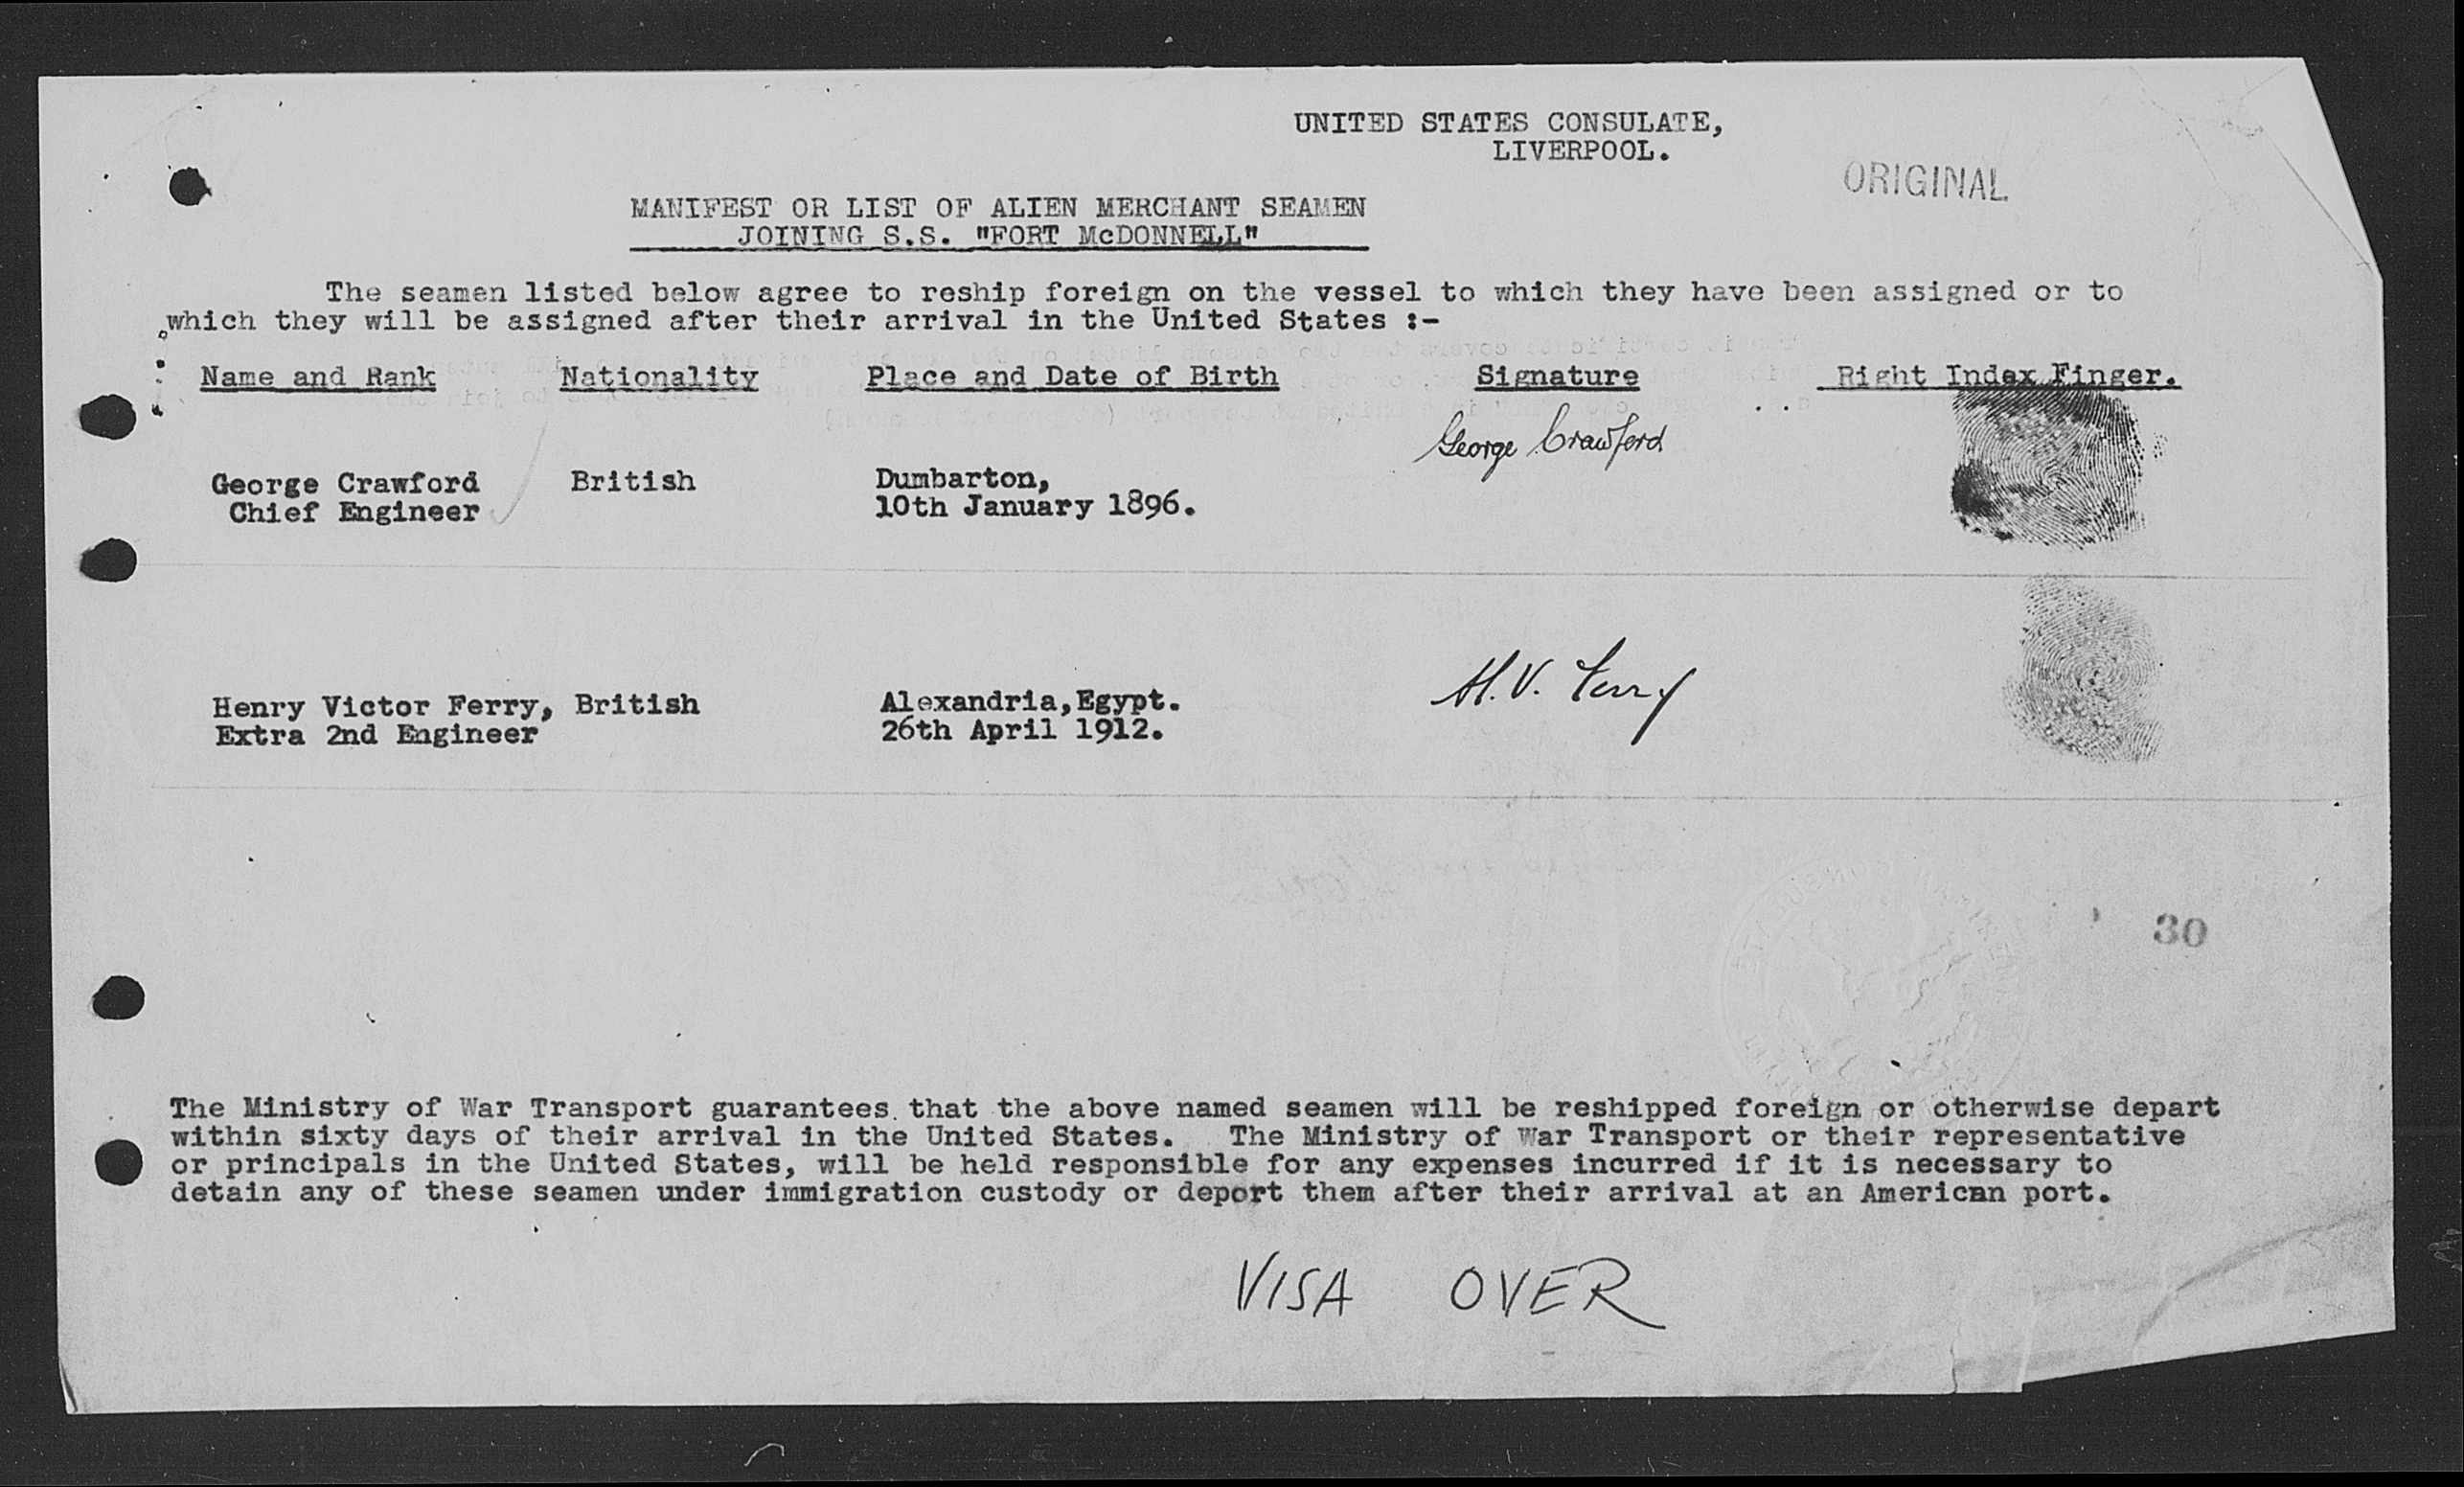 UNITED STATES CONSULATE,
LIVERPOOL.
ORIGINAL
MANIFEST OR LIST OF ALIEN MERCHANT SEAMEN
JOINING S.S. "FORT McDONNELL"
The seamen listed below agree to reship foreign on the vessel to which they have been assigned or to
which they will be assigned after their arrival in the United States :-
Name and Rank Nationality Place and Date of Birth Signature Right Index Finger.
George Crawford
George Crawford British Dumbarton,
Chief Engineer 10th January 1896.
H.V. Ferry
Henry Victor Ferry, British Alexandria,Egypt.
Extra 2nd Engineer 26th April 1912.
30
The Ministry of War Transport guarantees that the above named seamen will be reshipped foreign or otherwise depart
within sixty days of their arrival in the United States. The Ministry of War Transport or their representative
or principals in the United States, will be held responsible for any expenses incurred if it is necessary to
detain any of these seamen under immigration custody or deport them after their arrival at an American port.
VISA OVER